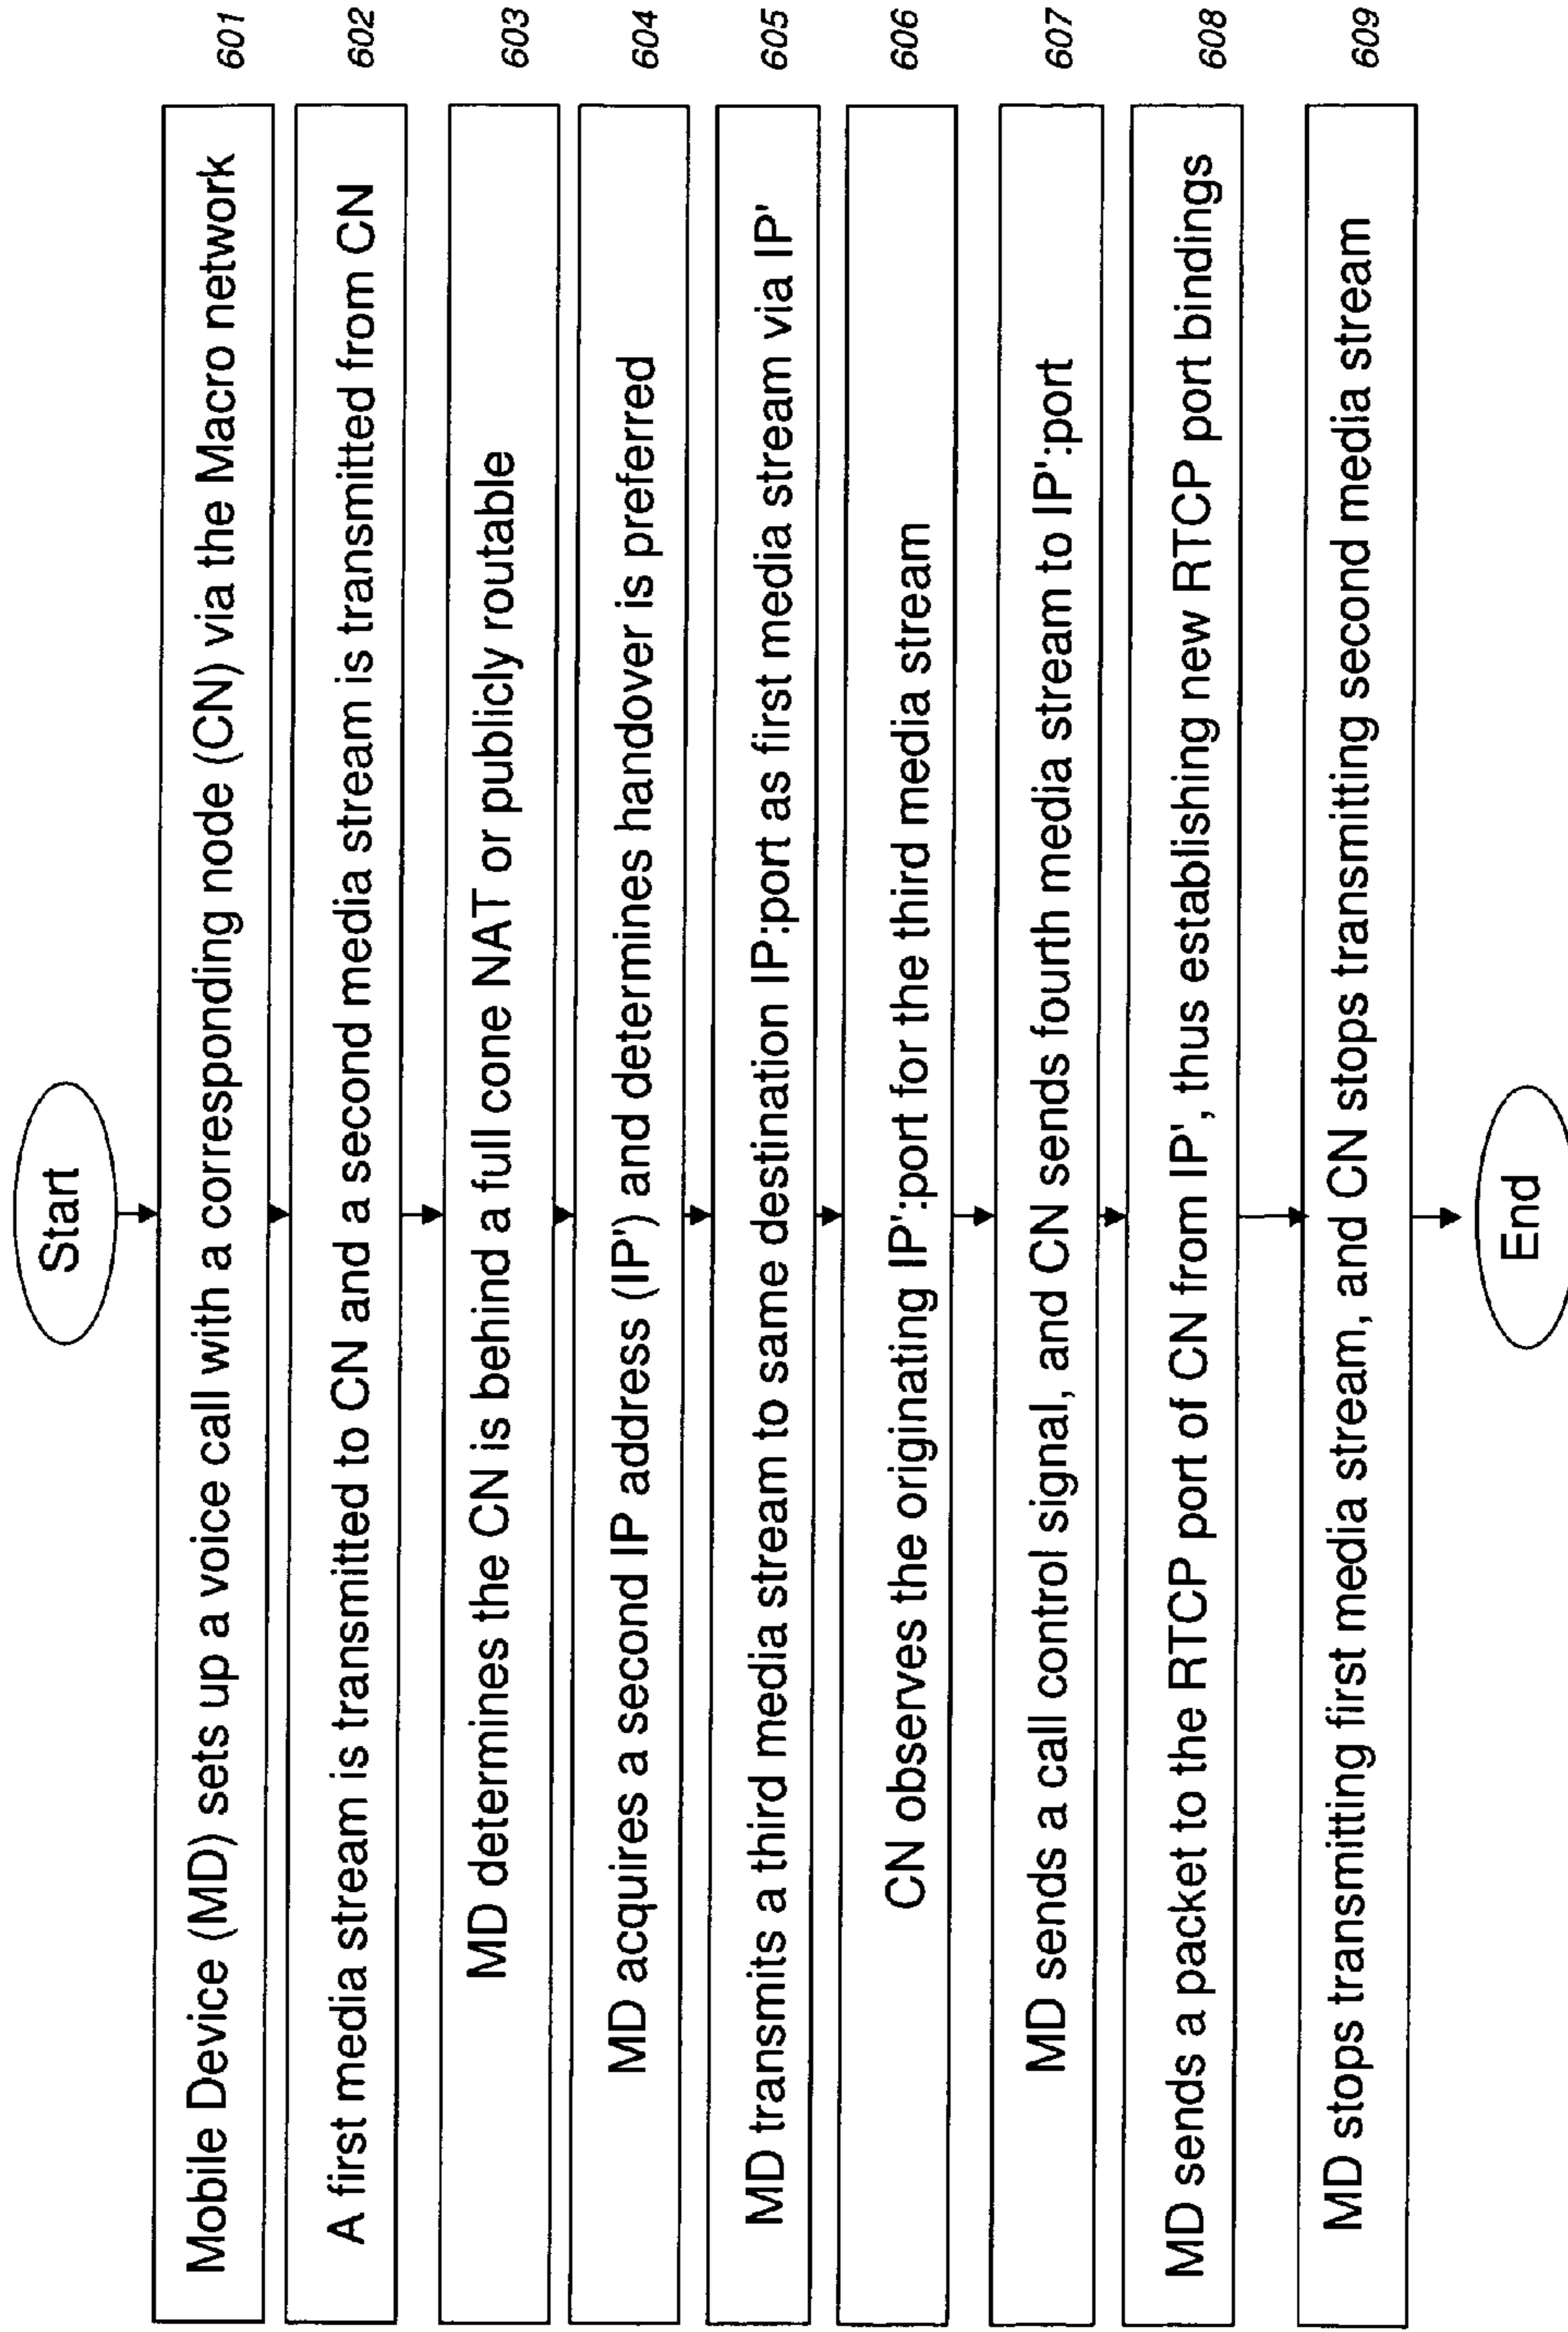 Start
Mobile Device (MD) sets up a voice call with a corresponding node (CN) via the Macro network
601
A first media stream is transmitted to CN and a second media stream is transmitted from CN
602
MD determines the CN is behind a full cone NAT or publicly routable
603
MD acquires a second IP address (IP') and determines handover is preferred
604
MD transmits a third media stream to same destination IP:port as first media stream via IP'
605
CN observes the originating IP':port for the third media stream
606
MD sends a call control signal, and CN sends fourth media stream to IP':port
607
MD sends a packet to the RTCP port of CN from IP', thus establishing new RTCP port bindings
608
MD stops transmitting first media stream, and CN stops transmitting second media stream
609
End